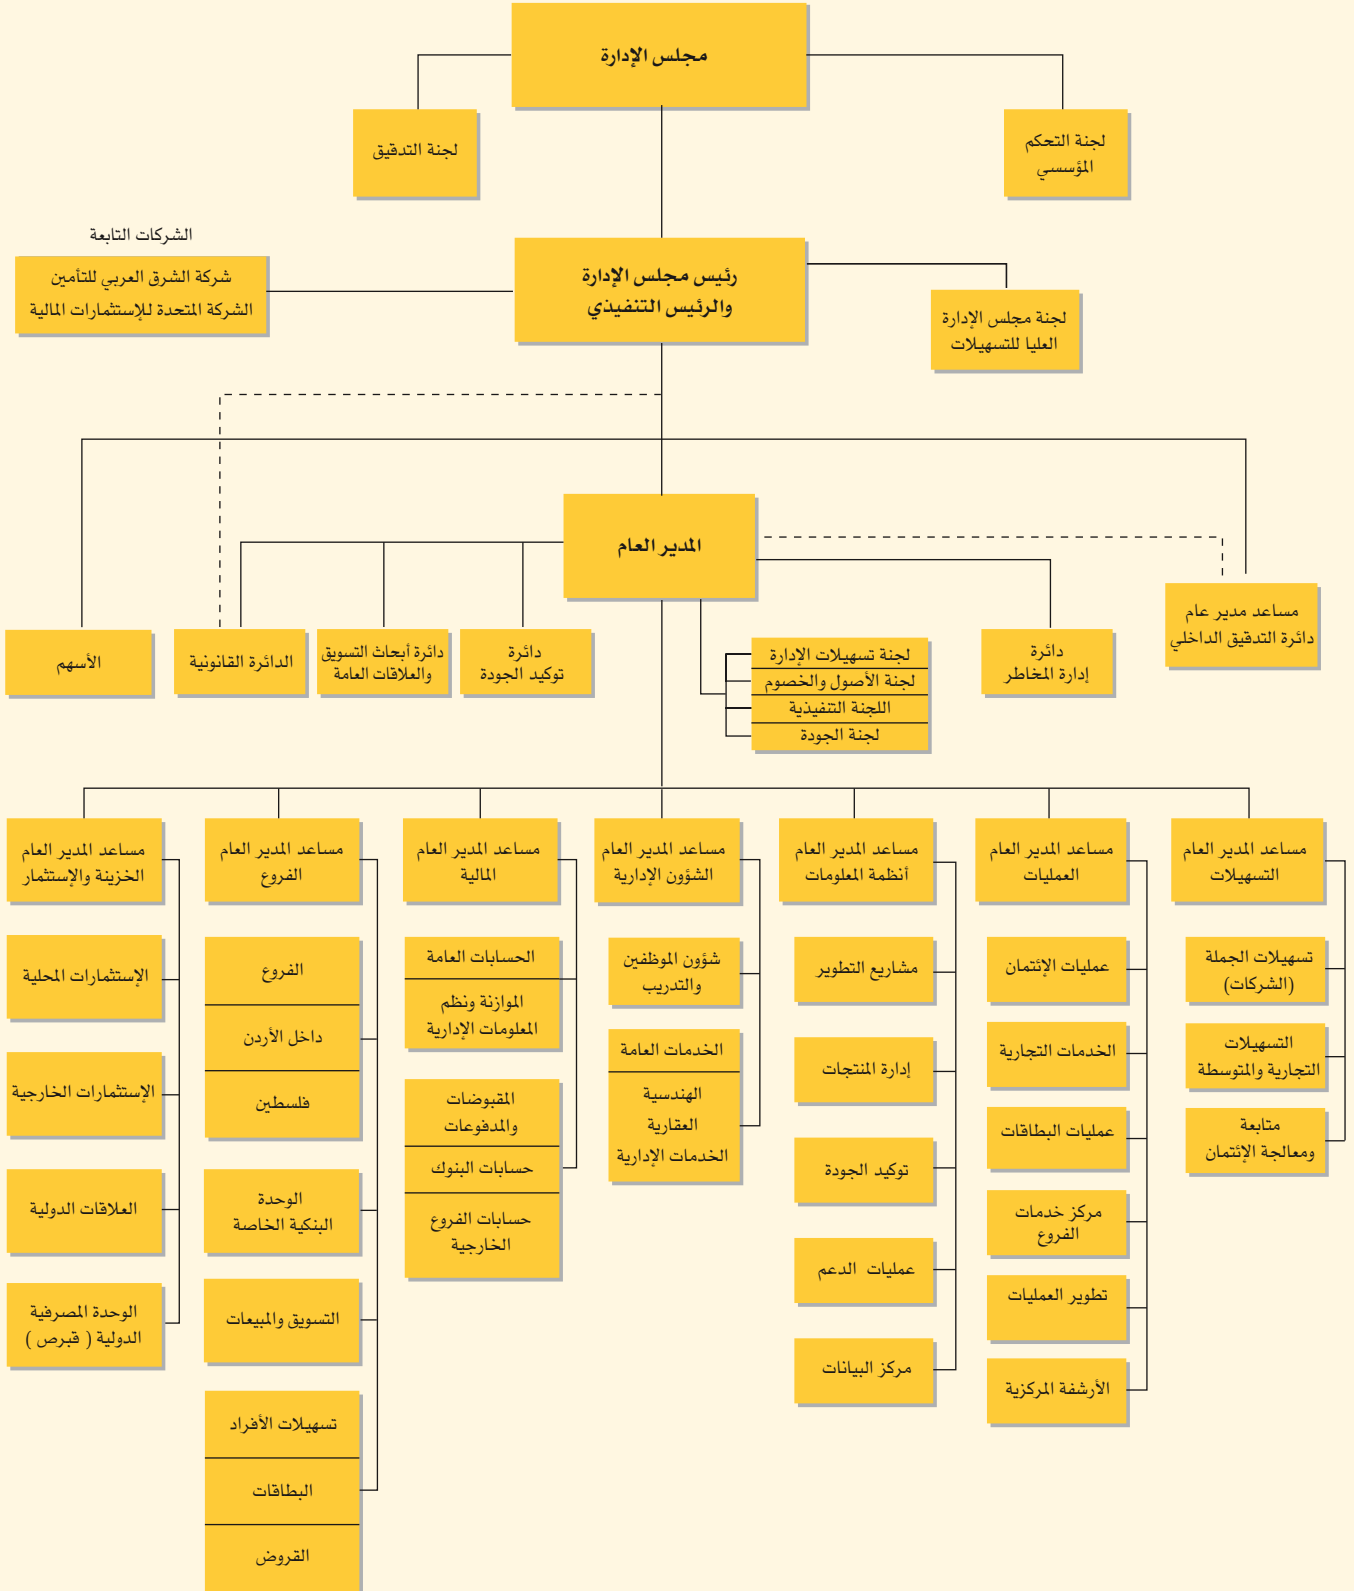 مجلس الإدارة
لجنة التحكم
المؤسسي
لجنة التدقيق
الشركات التابعة
رئيس مجلس الإدارة
والرئيس التنفيذي
شركة الشرق العربي للتأمين
الشركة المتحدة للإستثمارات المالية
لجنة مجلس الإدارة
العليا للتسهيلات
المدير العام
مساعد مدير عام
دائرة التدقيق الداخلي
دائرة
إدارة المخاطر
لجنة تسهيلات الإدارة
لجنة الأصول والخصوم
اللجنة التنفيذية
لجنة الجودة
دائرة
توكيد الجودة
دائرة أبحاث التسويق
والعلاقات العامة
الدائرة القانونية
الأسهم
مساعد المدير العام
التسهيلات
تسهيلات الجملة
(الشركات)
التسهيلات
التجارية والمتوسطة
متابعة
ومعالجة الإئتمان
مساعد المدير العام
العمليات
عمليات الإئتمان
الخدمات التجارية
عمليات البطاقات
مركز خدمات
الفروع
تطوير العمليات
الأرشفة المركزية
مساعد المدير العام
أنظمة المعلومات
مشاريع التطوير
إدارة المنتجات
توكيد الجودة
عمليات الدعم
مركز البيانات
مساعد المدير العام
الشؤون الإدارية
شؤون الموظفين
والتدريب
الخدمات العامة
الهندسية
العقارية
الخدمات الإدارية
مساعد المدير العام
المالية
الحسابات العامة
الموازنة ونظم
المعلومات الإدارية
المقبوضات
والمدفوعات
حسابات البنوك
حسابات الفروع
الخارجية
مساعد المدير العام
الفروع
الفروع
داخل الأردن
فلسطين
الوحدة
البنكية الخاصة
التسويق والمبيعات
تسهيلات الأفراد
البطاقات
القروض
مساعد المدير العام
الخزينة والإستثمار
الإستثمارات المحلية
الإستثمارات الخارجية
العلاقات الدولية
الوحدة المصرفية
الدولية ( قبرص )